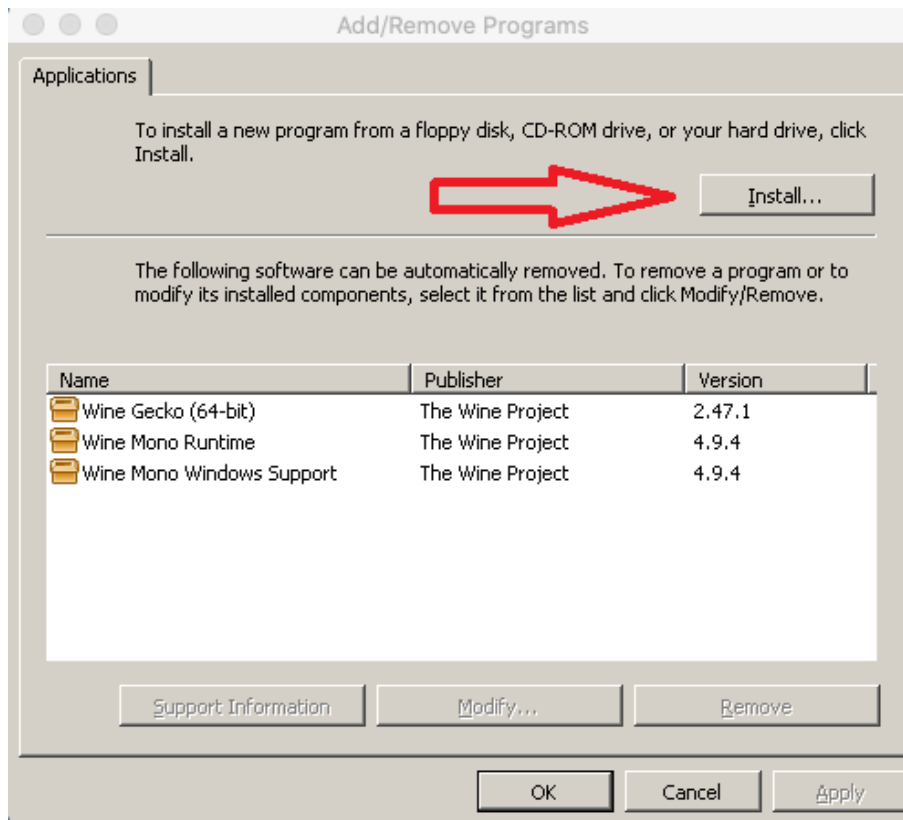 Add/Remove Programs
Applications
To install a new program from a floppy disk, CD-ROM drive, or your hard drive, click
Install.
Install...
The following software can be automatically removed. To remove a program or to
modify its installed components, select it from the list and click Modify/Remove.
Name Publisher Version
Wine Gecko (64-bit) The Wine Project 2.47.1
Wine Mono Runtime The Wine Project 4.9.4
Wine Mono Windows Support The Wine Project 4.9.4
Support Information Modify... Remove
OK Cancel Apply